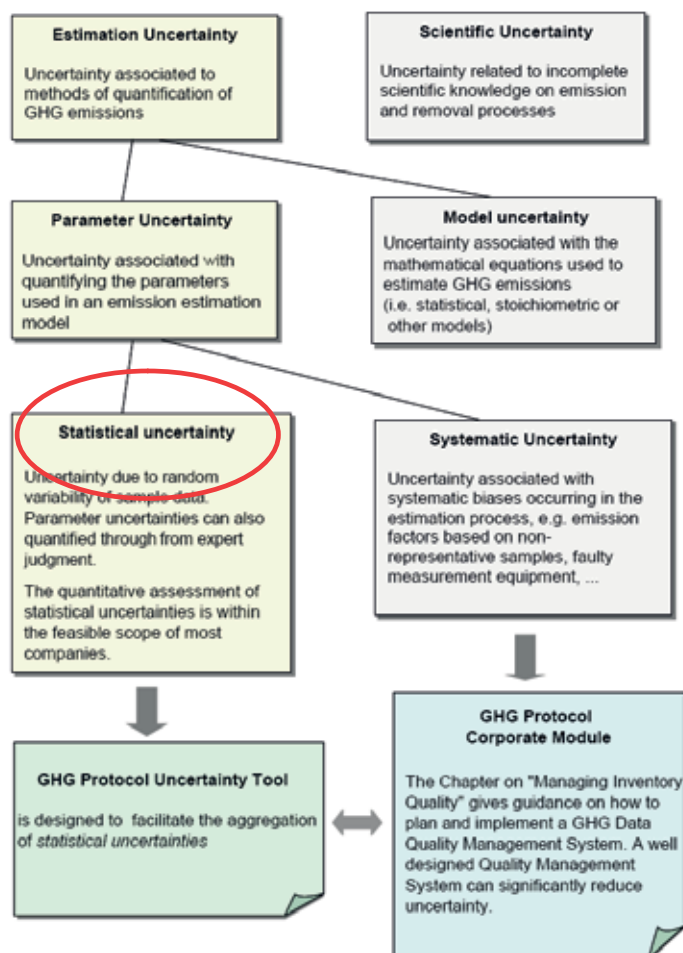 Estimation Uncertainty
Uncertainty associated to
methods of quantification of
GHG emissions
Scientific Uncertainty
Uncertainty related to incomplete
scientific knowledge on emission
and removal processes
Parameter Uncertainty
Uncertainty associated with
quantifying the parameters
used in an emission estimation
model
Model uncertainty
Uncertainty associated with the
mathematical equations used to
estimate GHG emissions
(i.e. statistical, stoichiometric or
other models)
Statistical uncertainty
Uncertainty due to random
variability of sample data.
Parameter uncertainties can also
quantified through from expert
judgment.
The quantitative assessment of
statistical uncertainties is within
the feasible scope of most
companies.
Systematic Uncertainty
Uncertainty associated with
systematic biases occurring in the
estimation process, e.g. emission
factors based on non-
representative samples, faulty
measurement equipment, ...
GHG Protocol Uncertainty Tool
is designed to facilitate the aggregation
of statistical uncertainties
GHG Protocol
Corporate Module
The Chapter on "Managing Inventory
Quality" gives guidance on how to
plan and implement a GHG Data
Quality Management System. A well
designed Quality Management
System can significantly reduce
uncertainty.